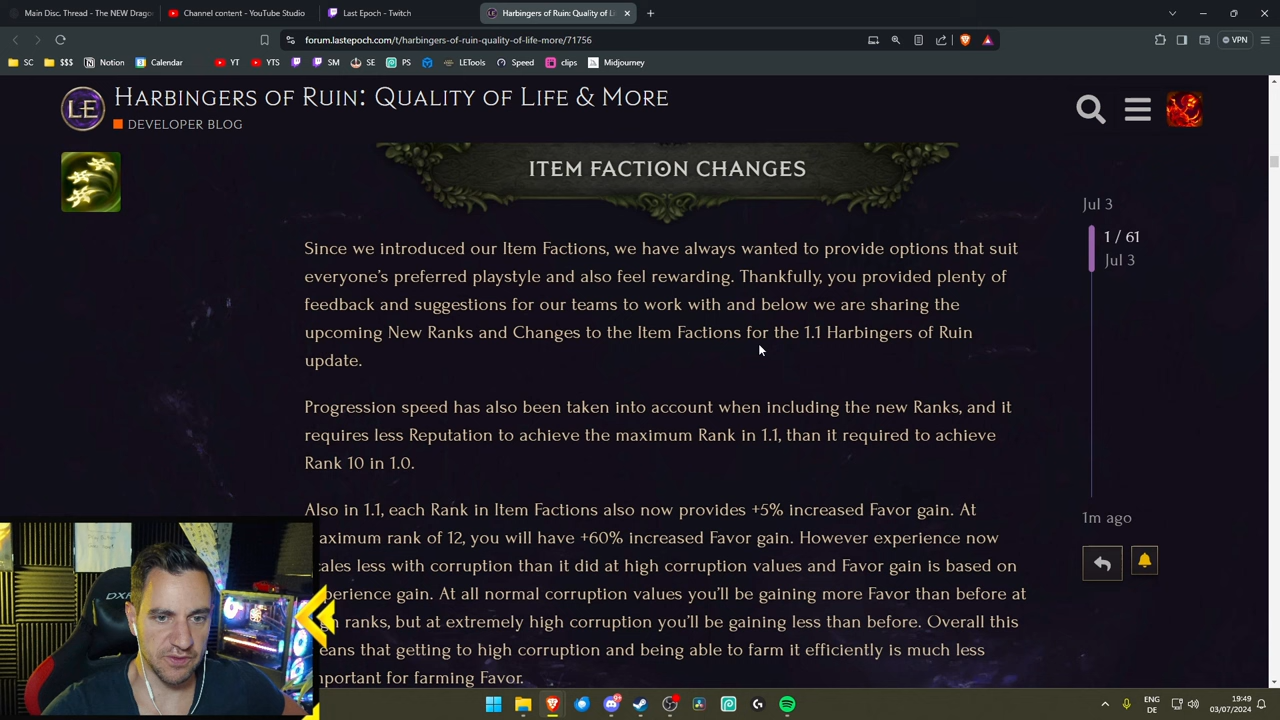 Main Disc. Thread - The NEW Drago
Channel content - YouTube Studio
Last Epoch - Twitch
Harbingers of Ruin: Quality of Li
forum.lastepoch.com/t/harbingers-of-ruin-quality-of-life-more/71756
VPN
SC
$$$
Notion
Calendar
YT
YTS
SM
SE
PS
LETools
Speed
clips
Midjourney
LE
Harbingers of Ruin: Quality of Life & More
DEVELOPER BLOG
ITEM FACTION CHANGES
Jul 3
1 / 61
Jul 3
Since we introduced our Item Factions, we have always wanted to provide options that suit
everyone's preferred playstyle and also feel rewarding. Thankfully, you provided plenty of
feedback and suggestions for our teams to work with and below we are sharing the
upcoming New Ranks and Changes to the Item Factions for the 1.1 Harbingers of Ruin
update.
Progression speed has also been taken into account when including the new Ranks, and it
requires less Reputation to achieve the maximum Rank in 1.1, than it required to achieve
Rank 10 in 1.0.
Also in 1.1, each Rank in Item Factions also now provides +5% increased Favor gain. At
aximum rank of 12, you will have +60% increased Favor gain. However experience now
cales less with corruption than it did at high corruption values and Favor gain is based on
xperience gain. At all normal corruption values you'll be gaining more Favor than before at
ranks, but at extremely high corruption you'll be gaining less than before. Overall this
means that getting to high corruption and being able to farm it efficiently is much less
mportant for farming Favor.
1m ago
ENG
DE
19:49
03/07/2024